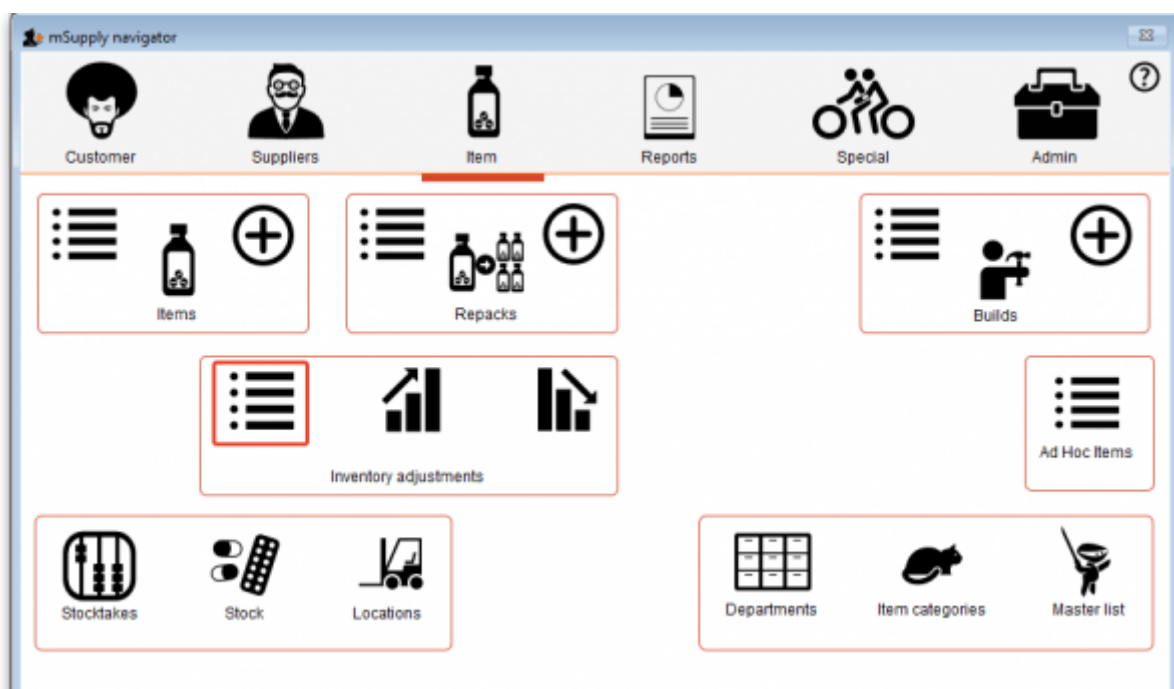 mSupply navigator
?
Customer
Suppliers
Item
Reports
Special
Admin
Items
Repacks
Builds
Inventory adjustments
Ad Hoc Items
Stocktakes
Stock
Locations
Departments
Item categories
Master list